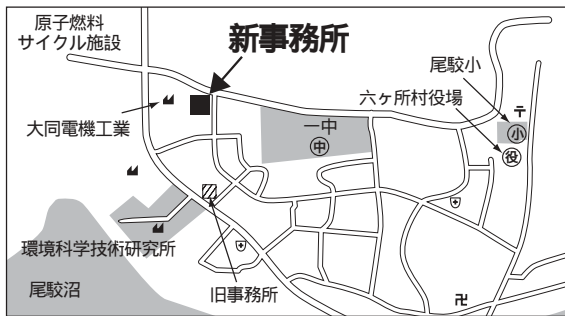 原子燃料
サイクル施設
新事務所
尾駮小
六ヶ所村役場
大同電機工業
一中
中
小
役
環境科学技術研究所
尾駮沼
旧事務所